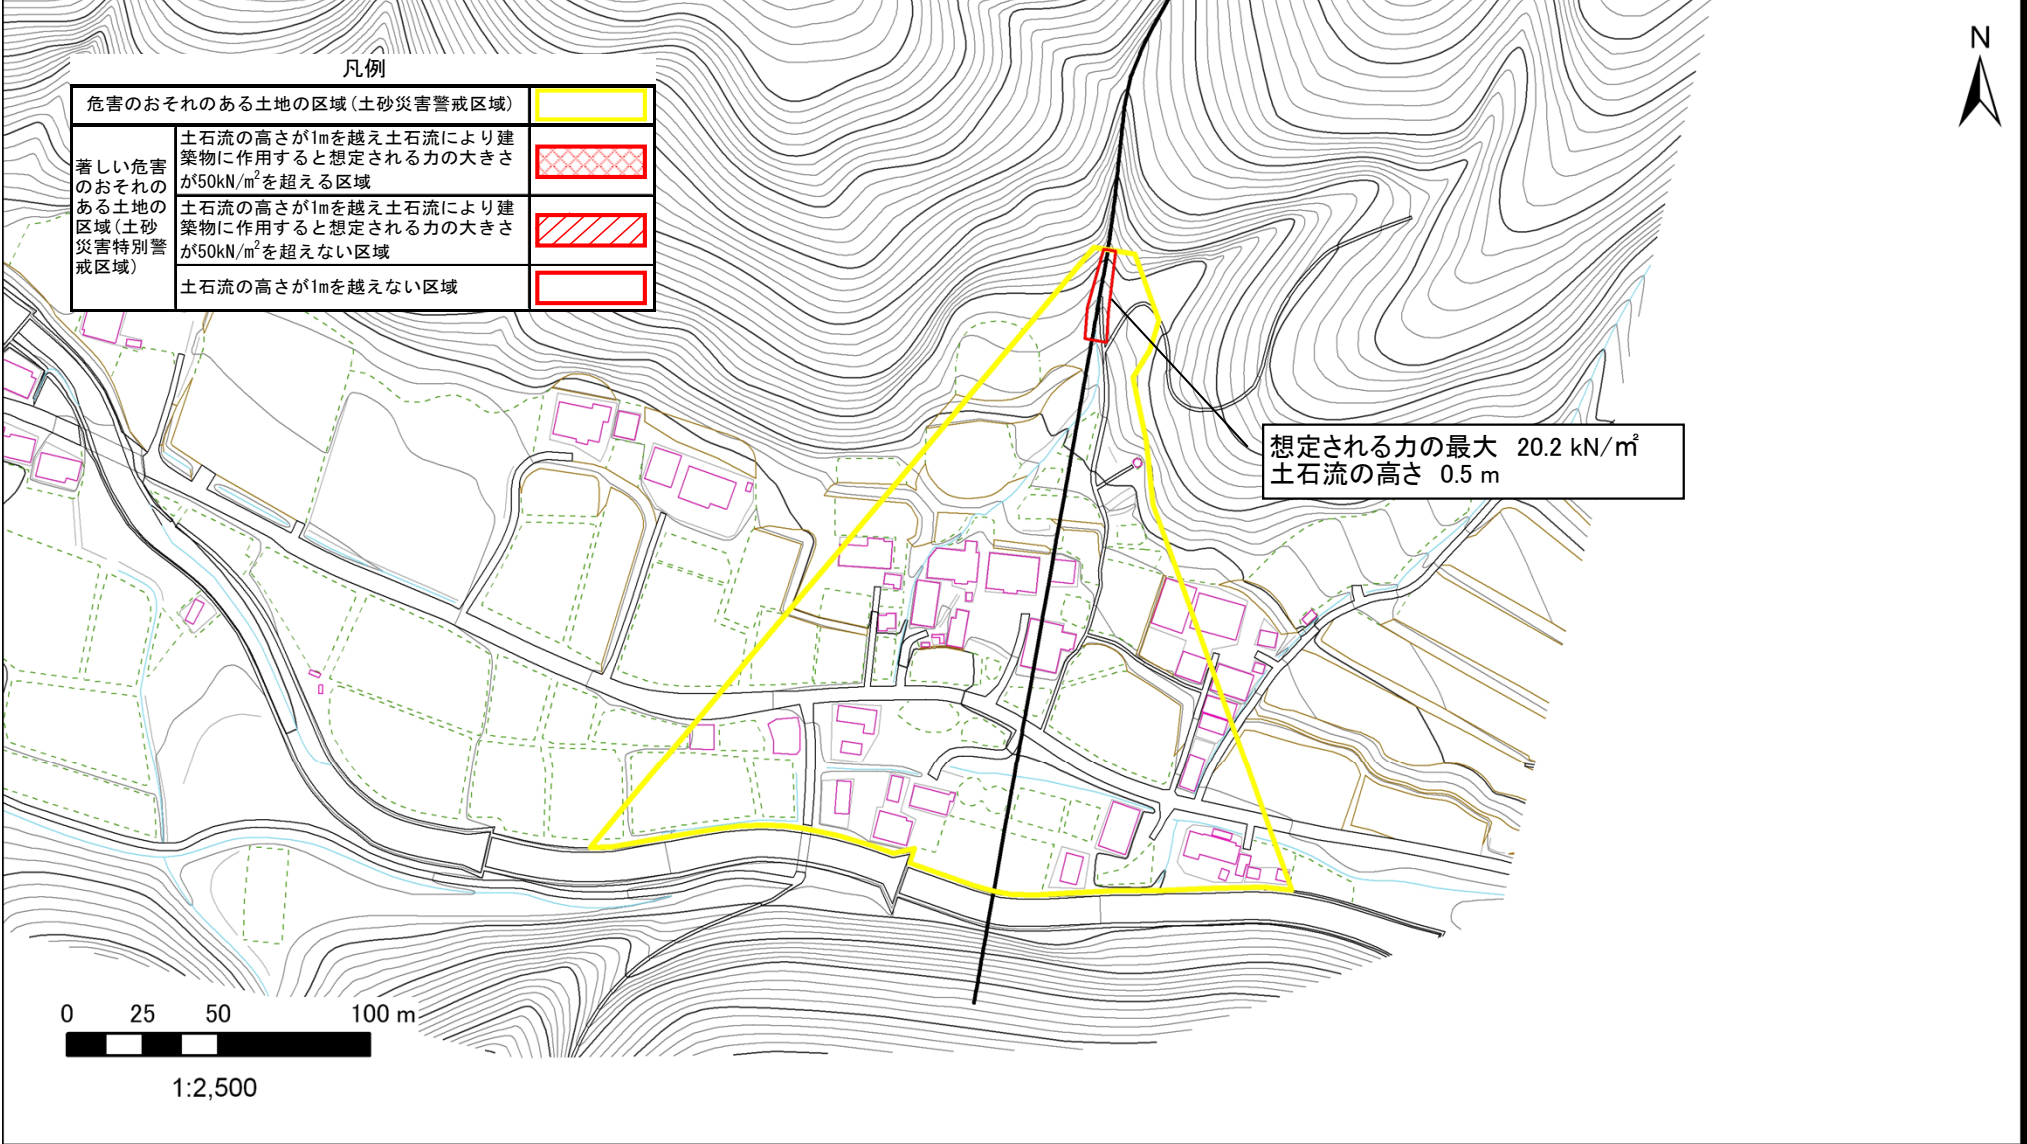 凡例
危害のおそれのある土地の区域(土砂災害警戒区域)
著しい危害
のおそれの
ある土地の
区域(土砂
災害特別警
戒区域)
土石流の高さが1mを越え土石流により建
築物に作用すると想定される力の大きさ
が50kN/m²を超える区域
土石流の高さが1mを越え土石流により建
築物に作用すると想定される力の大きさ
が50kN/m²を超えない区域
土石流の高さが1mを越えない区域
N
想定される力の最大 20.2 kN/㎡
土石流の高さ 0.5 m
0 25 50 100 m
1:2,500